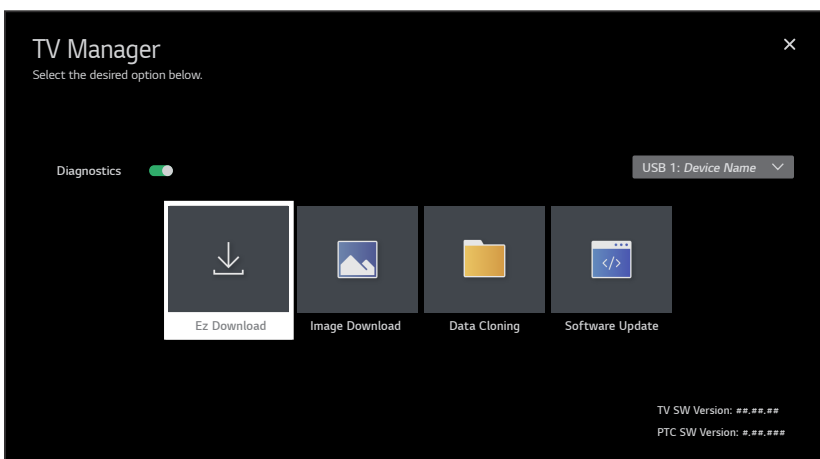 TV Manager
Select the desired option below.
Diagnostics
USB 1: Device Name
</>
Ez Download
Image Download
Data Cloning
Software Update
TV SW Version: ##.##.##
PTC SW Version: #.##.###